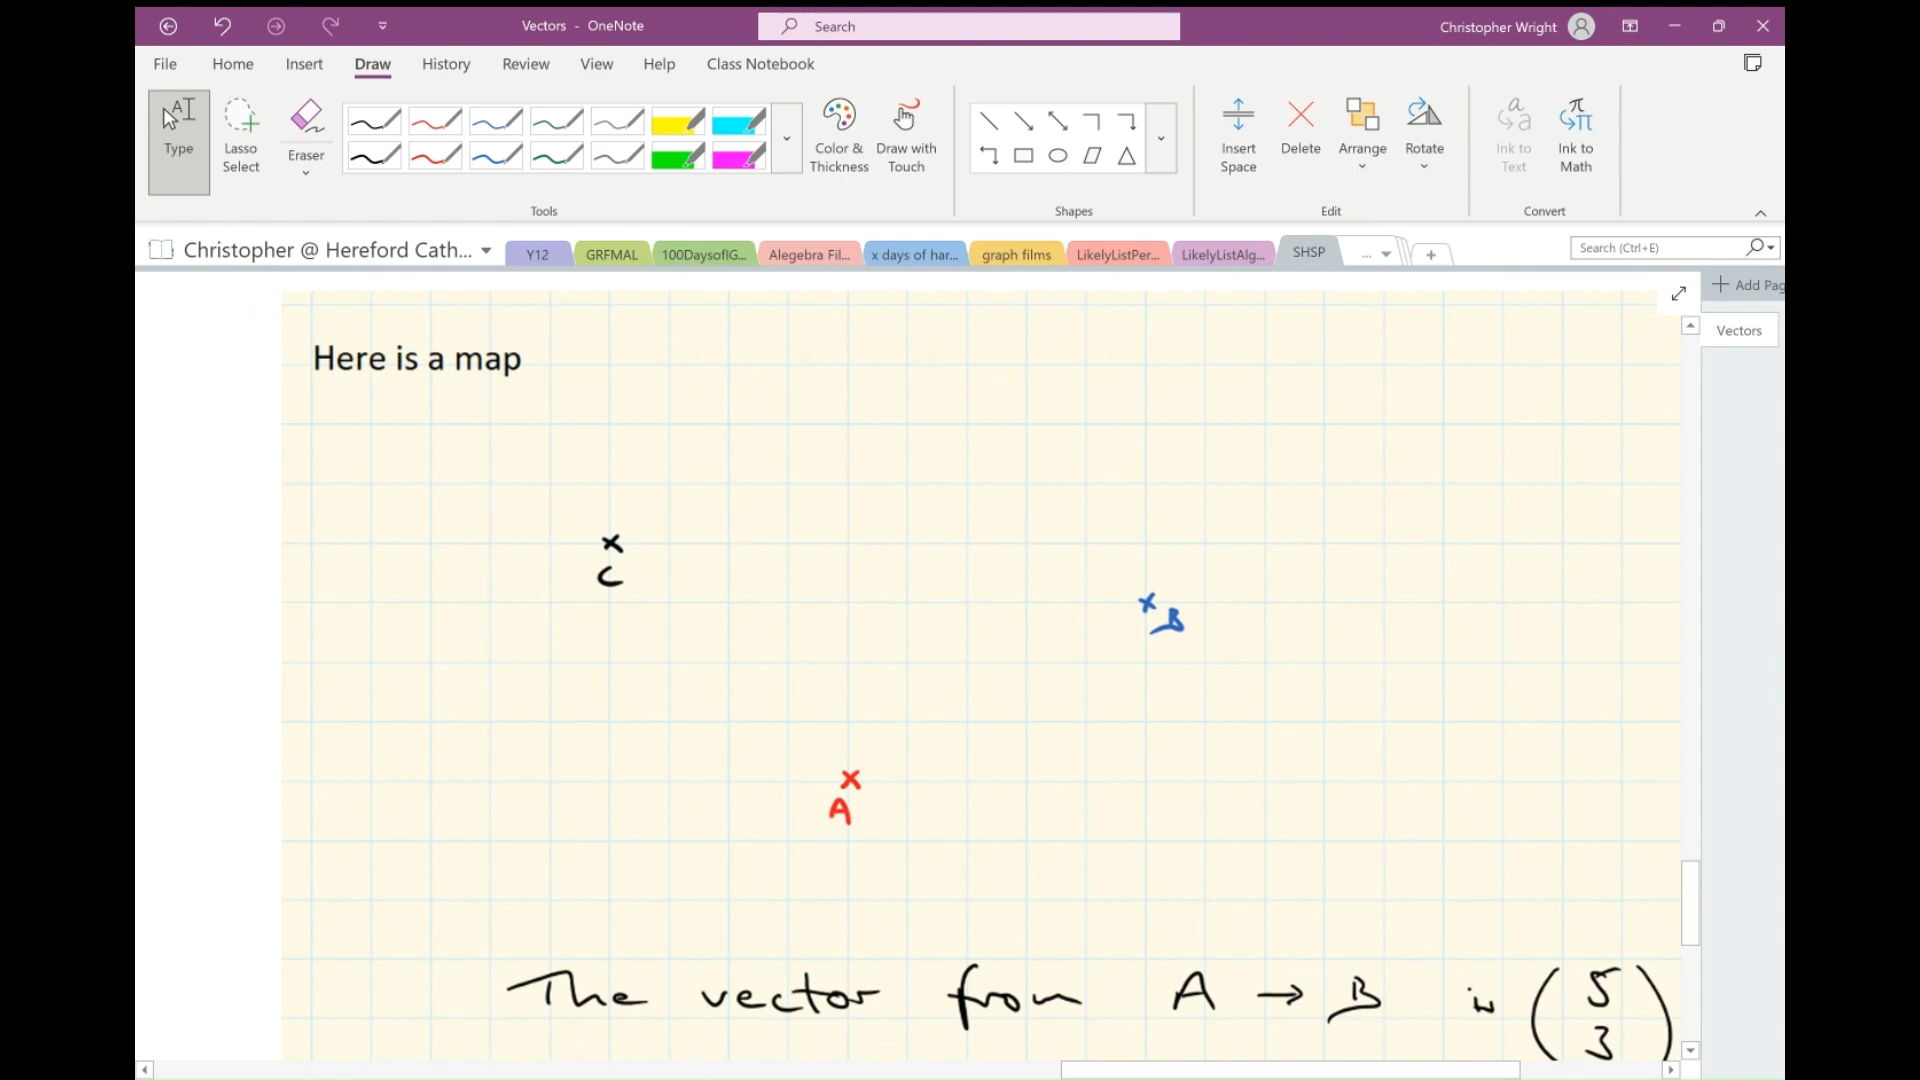 Vectors - OneNote
Search
Christopher Wright
File Home Insert Draw History Review View Help Class Notebook
Type
Lasso Select
Eraser
Color & Thickness
Draw with Touch
Insert Space
Delete
Arrange
Rotate
Ink to Text
Ink to Math
Tools
Shapes
Edit
Convert
Christopher @ Hereford Cath...
Y12
GRFMAL
100DaysofIG...
Alegebra Fil...
x days of har...
graph films
LikelyListPer...
LikelyListAlg...
SHSP
...
Search (Ctrl+E)
Add Pag
Vectors
Here is a map
x
C
x
B
x
A
The vector from A → B is (5
3)